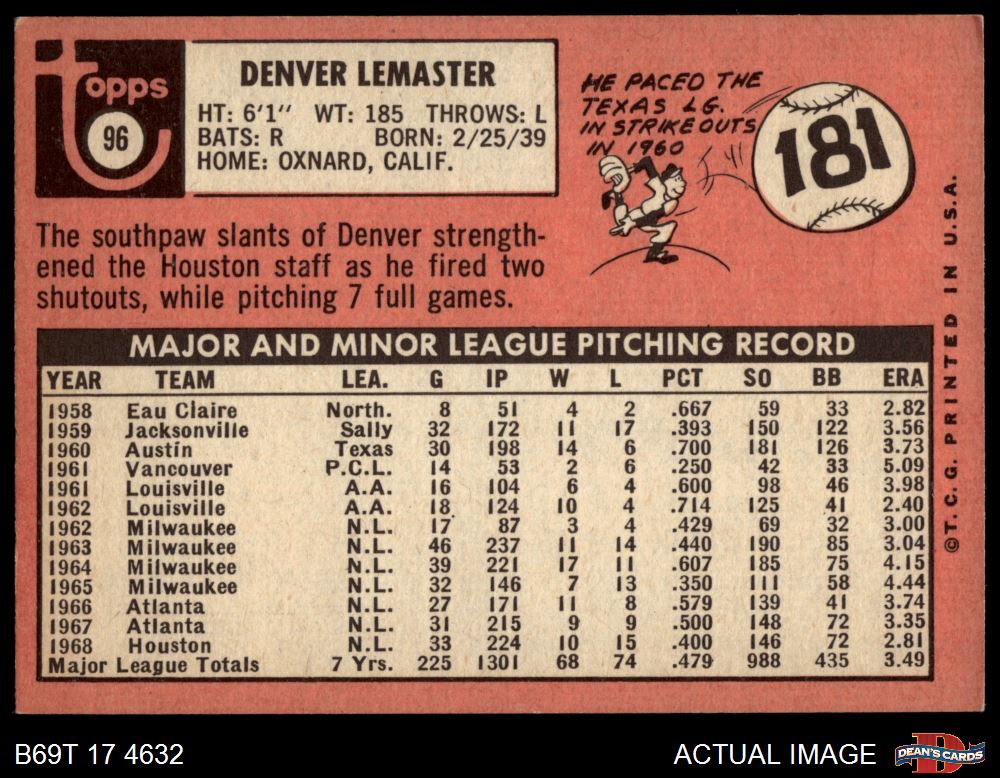 Topps
96
DENVER LEMASTER
HT: 6'1" WT: 185 THROWS: L
BATS: R BORN: 2/25/39
HOME: OXNARD, CALIF.
HE PACED THE
TEXAS LG.
IN STRIKEOUTS
IN 1960
181
The southpaw slants of Denver strength-
ened the Houston staff as he fired two
shutouts, while pitching 7 full games.
MAJOR AND MINOR LEAGUE PITCHING RECORD
YEAR TEAM LEA. G IP W L PCT SO BB ERA
1958 Eau Claire North. 8 51 4 2 .667 59 33 2.82
1959 Jacksonville Sally 32 172 11 17 .393 150 122 3.56
1960 Austin Texas 30 198 14 6 .700 181 126 3.73
1961 Vancouver P.C.L. 14 53 2 6 .250 42 33 5.09
1961 Louisville A.A. 16 104 6 4 .600 98 46 3.98
1962 Louisville A.A. 18 124 10 4 .714 125 41 2.40
1962 Milwaukee N.L. 17 87 3 4 .429 69 32 3.00
1963 Milwaukee N.L. 46 237 11 14 .440 190 85 3.04
1964 Milwaukee N.L. 39 221 17 11 .607 185 75 4.15
1965 Milwaukee N.L. 32 146 7 13 .350 111 58 4.44
1966 Atlanta N.L. 27 171 11 8 .579 139 41 3.74
1967 Atlanta N.L. 31 215 9 9 .500 148 72 3.35
1968 Houston N.L. 33 224 10 15 .400 146 72 2.81
Major League Totals 7 Yrs. 225 1301 68 74 .479 988 435 3.49
©T.C.G. PRINTED IN U.S.A.
B69T 17 4632
ACTUAL IMAGE
DEAN'S CARDS